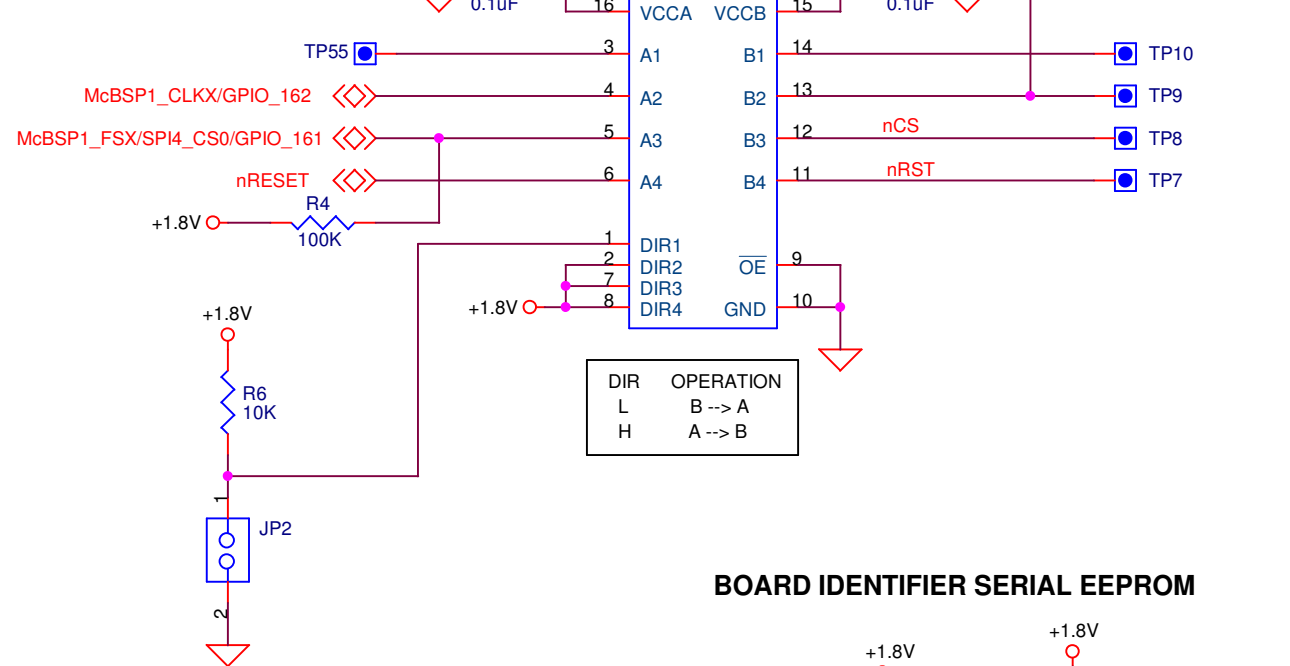 0.1uF
0.1uF
16 VCCA VCCB 15
TP55 3 A1 B1 14 TP10
McBSP1_CLKX/GPIO_162 4 A2 B2 13 TP9
McBSP1_FSX/SPI4_CS0/GPIO_161 5 A3 B3 12 nCS TP8
nRESET 6 A4 B4 11 nRST TP7
R4
+1.8V
100K
1 DIR1
2 DIR2 OE 9
7 DIR3
+1.8V 8 DIR4 GND 10
+1.8V
R6
10K
DIR OPERATION
L B --> A
H A --> B
1
JP2
2
BOARD IDENTIFIER SERIAL EEPROM
+1.8V
+1.8V